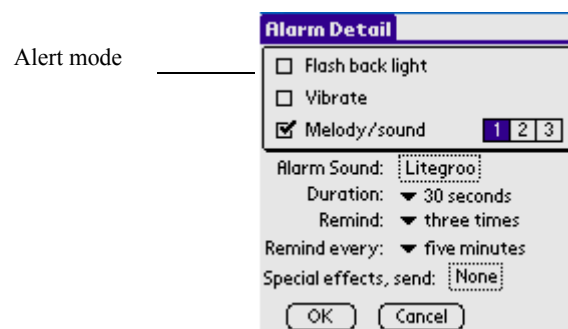 Alarm Detail
Alert mode
Flash back light
Vibrate
Melody/sound 1 2 3
Alarm Sound: Litegroo
Duration: 30 seconds
Remind: three times
Remind every: five minutes
Special effects, send: None
OK Cancel